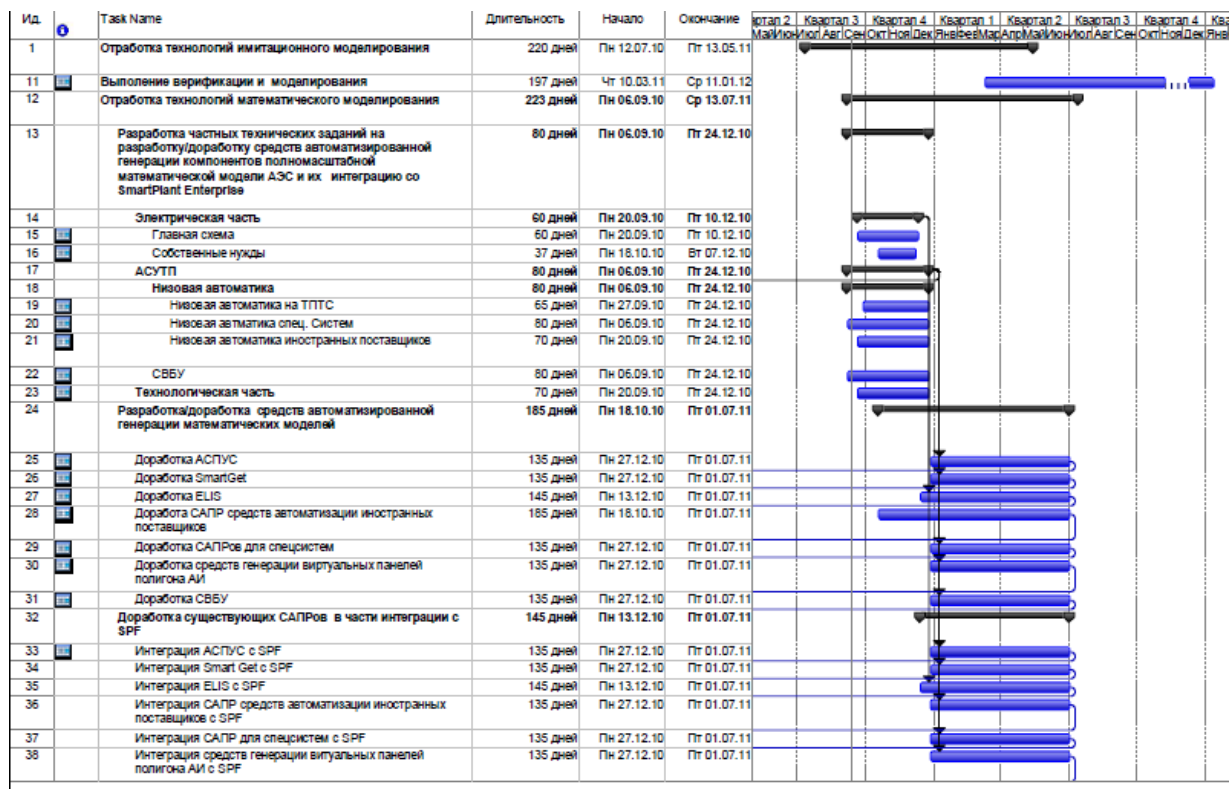 Ид. Task Name Длительность Начало Окончание ртал 2 Квартал 3 Квартал 4 Квартал 1 Квартал 2 Квартал 3 Квартал 4 Ква
Май Июн Июл Авг Сен Окт Ноя Дек Янв Фев Мар Апр Май Июн Июл Авг Сен Окт Ноя Дек Янв
1 Отработка технологий имитационного моделирования 220 дней Пн 12.07.10 Пт 13.05.11
11 Выполение верификации и моделирования 197 дней Чт 10.03.11 Ср 11.01.12
12 Отработка технологий математического моделирования 223 дней Пн 06.09.10 Ср 13.07.11
13 Разработка частных технических заданий на 80 дней Пн 06.09.10 Пт 24.12.10
разработку/доработку средств автоматизированной
генерации компонентов полномасштабной
математической модели АЭС и их интеграцию со
SmartPlant Enterprise
14 Электрическая часть 60 дней Пн 20.09.10 Пт 10.12.10
15 Главная схема 60 дней Пн 20.09.10 Пт 10.12.10
16 Собственные нужды 37 дней Пн 18.10.10 Вт 07.12.10
17 АСУТП 80 дней Пн 06.09.10 Пт 24.12.10
18 Низовая автоматика 80 дней Пн 06.09.10 Пт 24.12.10
19 Низовая автоматика на ТПТС 65 дней Пн 27.09.10 Пт 24.12.10
20 Низовая автматика спец. Систем 80 дней Пн 06.09.10 Пт 24.12.10
21 Низовая автоматика иностранных поставщиков 70 дней Пн 20.09.10 Пт 24.12.10
22 СВБУ 80 дней Пн 06.09.10 Пт 24.12.10
23 Технологическая часть 70 дней Пн 20.09.10 Пт 24.12.10
24 Разработка/доработка средств автоматизированной 185 дней Пн 18.10.10 Пт 01.07.11
генерации математических моделей
25 Доработка АСПУС 135 дней Пн 27.12.10 Пт 01.07.11
26 Доработка SmartGet 135 дней Пн 27.12.10 Пт 01.07.11
27 Доработка ELIS 145 дней Пн 13.12.10 Пт 01.07.11
28 Доработа САПР средств автоматизации иностранных 185 дней Пн 18.10.10 Пт 01.07.11
поставщиков
29 Доработка САПРов для спецсистем 135 дней Пн 27.12.10 Пт 01.07.11
30 Доработка средств генерации виртуальных панелей 135 дней Пн 27.12.10 Пт 01.07.11
полигона АИ
31 Доработка СВБУ 135 дней Пн 27.12.10 Пт 01.07.11
32 Доработка существующих САПРов в части интеграции с 145 дней Пн 13.12.10 Пт 01.07.11
SPF
33 Интеграция АСПУС с SPF 135 дней Пн 27.12.10 Пт 01.07.11
34 Интеграция Smart Get с SPF 135 дней Пн 27.12.10 Пт 01.07.11
35 Интеграция ELIS с SPF 145 дней Пн 13.12.10 Пт 01.07.11
36 Интеграция САПР средств автоматизации иностранных 135 дней Пн 27.12.10 Пт 01.07.11
поставщиков с SPF
37 Интеграция САПР для спецсистем с SPF 135 дней Пн 27.12.10 Пт 01.07.11
38 Интеграция средств генерации витуальных панелей 135 дней Пн 27.12.10 Пт 01.07.11
полигона АИ с SPF